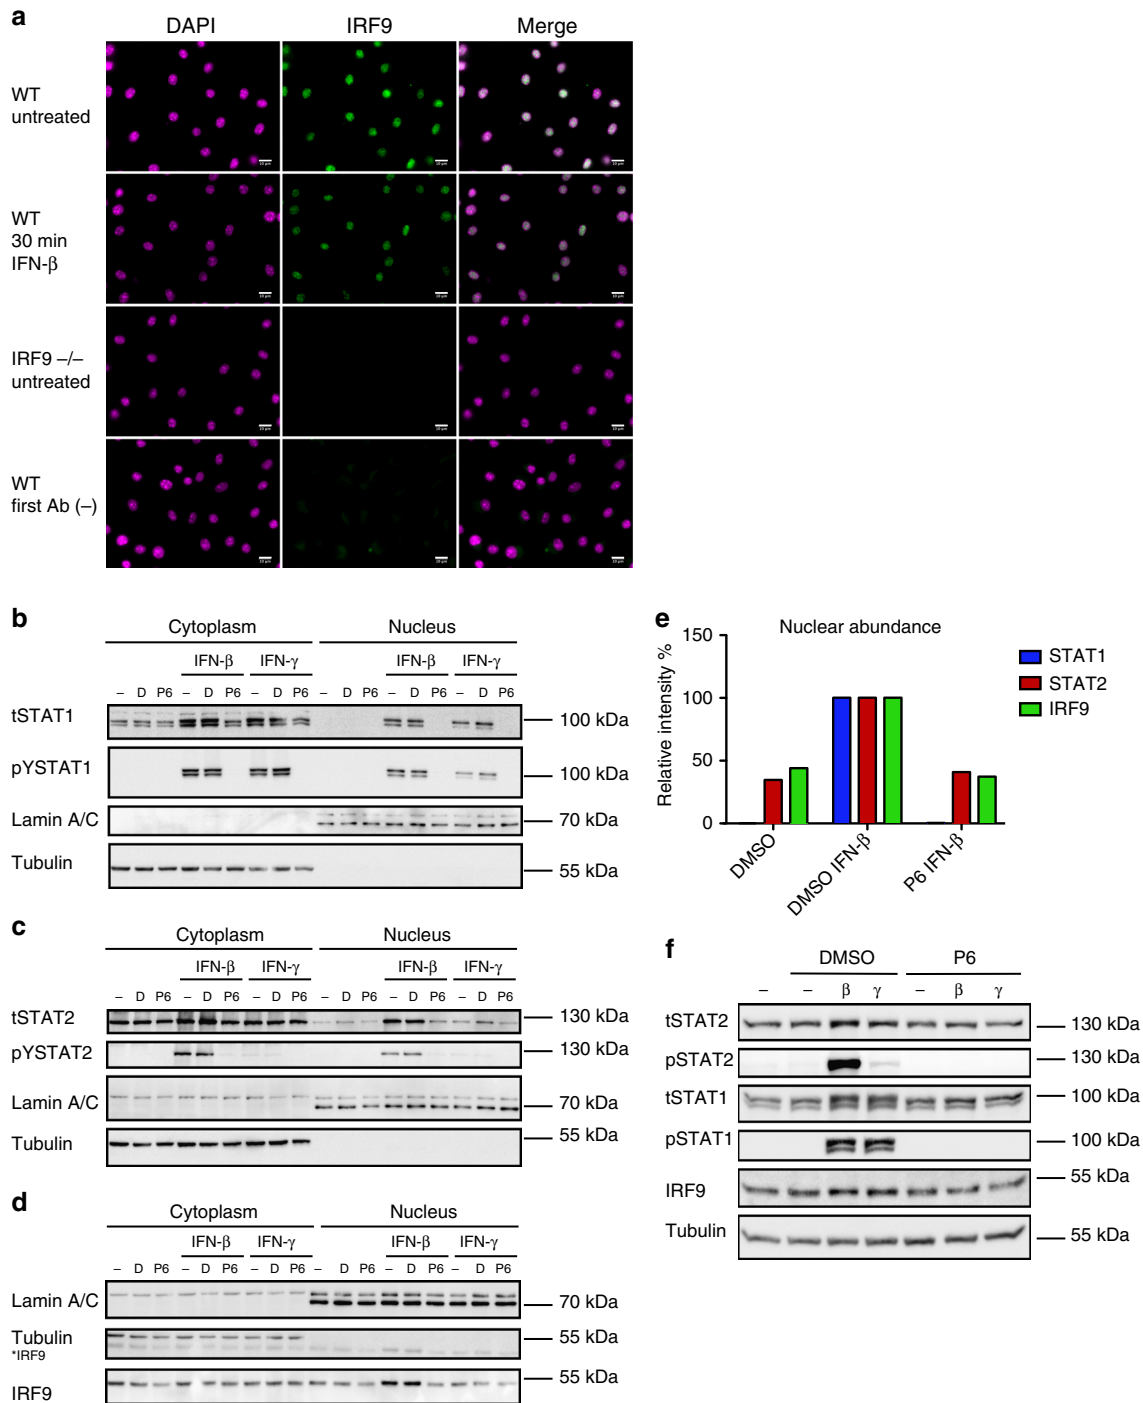 a
DAPI IRF9 Merge
WT
untreated
WT
30 min
IFN-β
IRF9 –/–
untreated
WT
first Ab (–)
b
Cytoplasm Nucleus
IFN-β IFN-γ IFN-β IFN-γ
– D P6 – D P6 – D P6 – D P6 – D P6 – D P6
tSTAT1 100 kDa
pYSTAT1 100 kDa
Lamin A/C 70 kDa
Tubulin 55 kDa
c
Cytoplasm Nucleus
IFN-β IFN-γ IFN-β IFN-γ
– D P6 – D P6 – D P6 – D P6 – D P6 – D P6
tSTAT2 130 kDa
pYSTAT2 130 kDa
Lamin A/C 70 kDa
Tubulin 55 kDa
d
Cytoplasm Nucleus
IFN-β IFN-γ IFN-β IFN-γ
– D P6 – D P6 – D P6 – D P6 – D P6 – D P6
Lamin A/C 70 kDa
Tubulin 55 kDa
*IRF9
IRF9 55 kDa
e
Nuclear abundance
Relative intensity %
150
100
50
0
DMSO
DMSO IFN-β
P6 IFN-β
STAT1
STAT2
IRF9
f
DMSO P6
– – β γ – β γ
tSTAT2 130 kDa
pSTAT2 130 kDa
tSTAT1 100 kDa
pSTAT1 100 kDa
IRF9 55 kDa
Tubulin 55 kDa